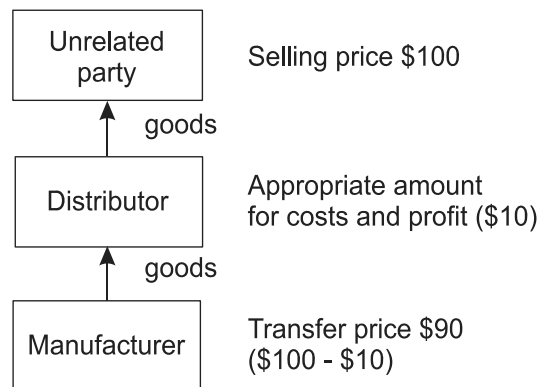 Unrelated
party
Selling price $100
goods
Distributor
Appropriate amount
for costs and profit ($10)
goods
Manufacturer
Transfer price $90
($100 - $10)